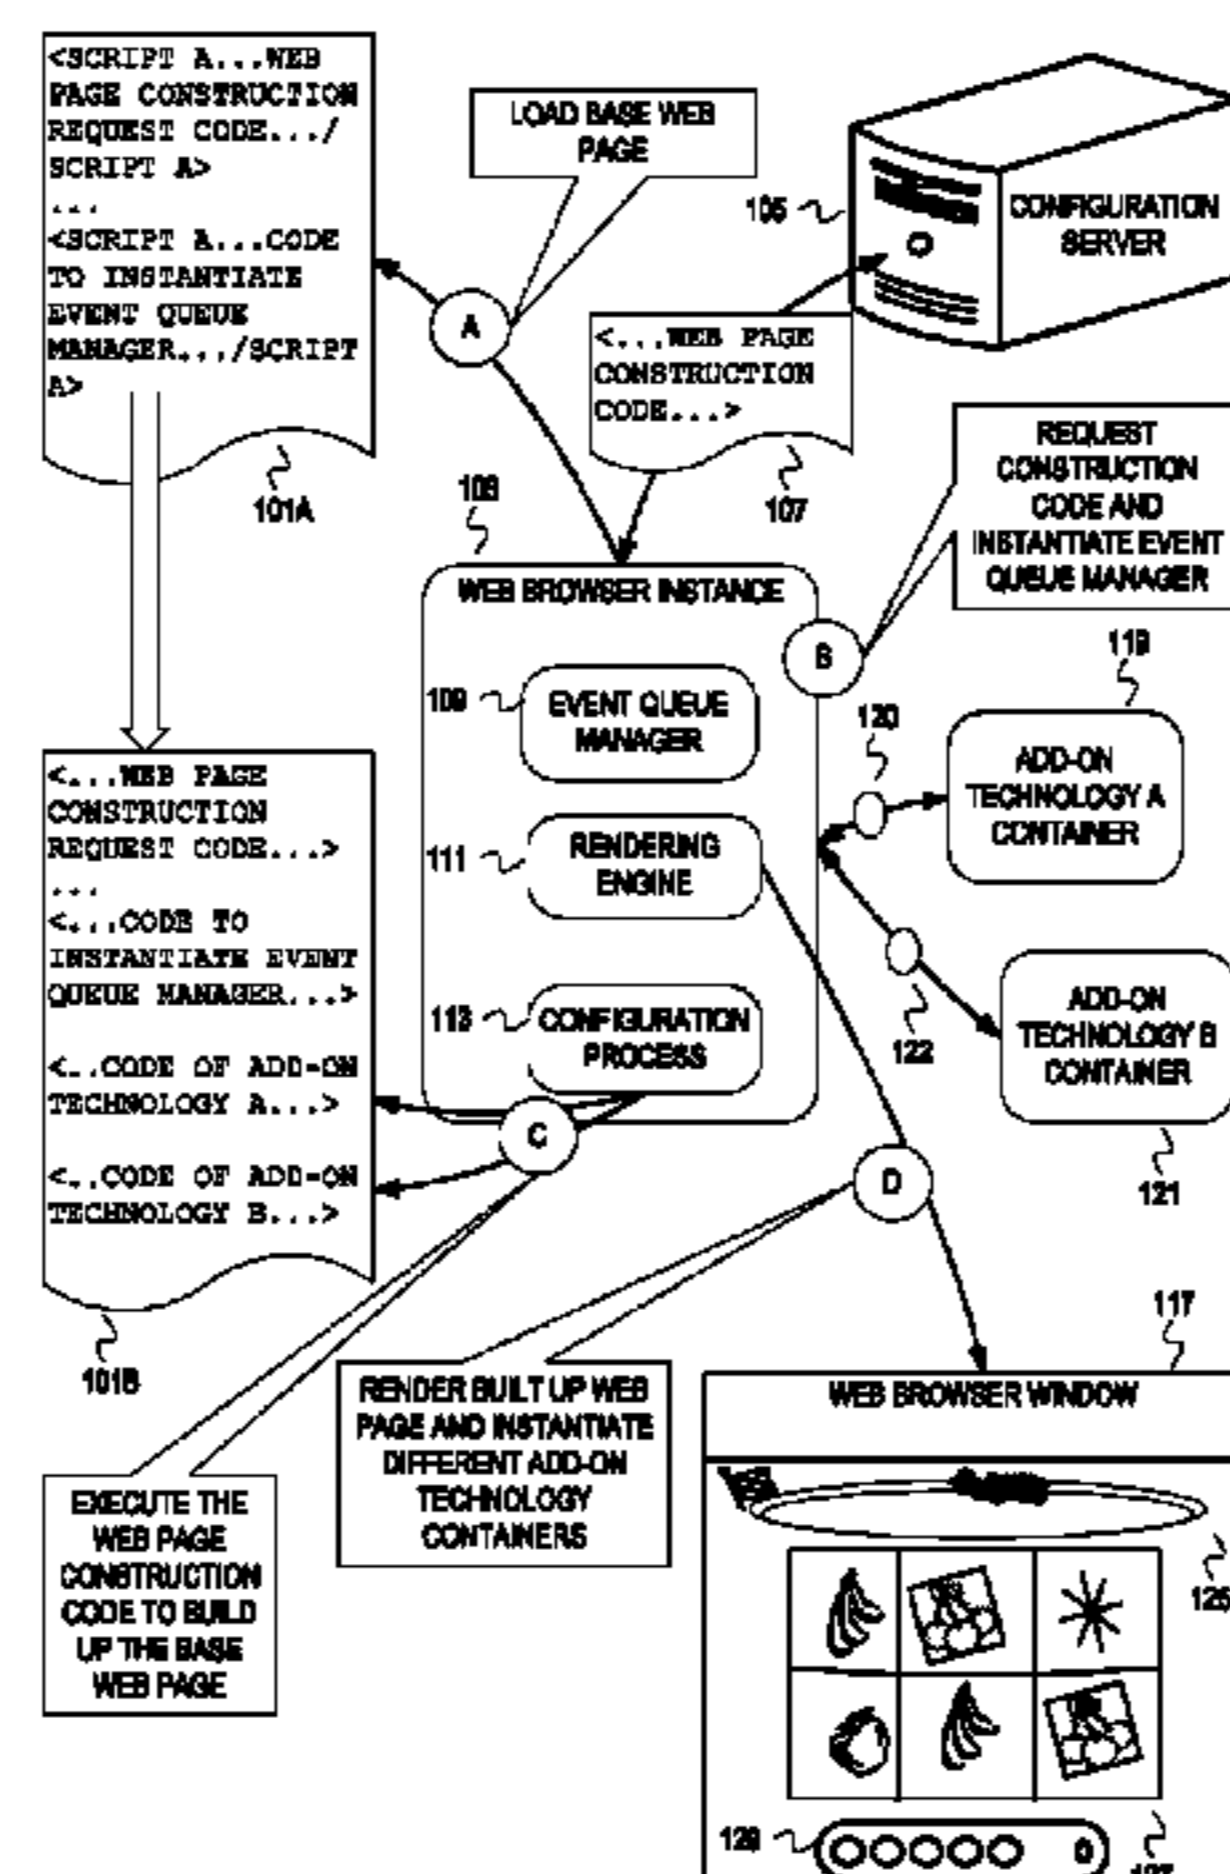 <SCRIPT A...WEB
PAGE CONSTRUCTION
REQUEST CODE.../
SCRIPT A>
...
<SCRIPT A...CODE
TO INSTANTIATE
EVENT QUEUE
MANAGER.../SCRIPT
A>
101A
LOAD BASE WEB
PAGE
A
105
CONFIGURATION
SERVER
<...WEB PAGE
CONSTRUCTION
CODE...>
107
REQUEST
CONSTRUCTION
CODE AND
INSTANTIATE EVENT
QUEUE MANAGER
B
WEB BROWSER INSTANCE
109
EVENT QUEUE
MANAGER
111
RENDERING
ENGINE
113
CONFIGURATION
PROCESS
119
120
ADD-ON
TECHNOLOGY A
CONTAINER
122
ADD-ON
TECHNOLOGY B
CONTAINER
121
<...WEB PAGE
CONSTRUCTION
REQUEST CODE...>
...
<...CODE TO
INSTANTIATE EVENT
QUEUE MANAGER...>
<..CODE OF ADD-ON
TECHNOLOGY A...>
<..CODE OF ADD-ON
TECHNOLOGY B...>
101B
C
D
EXECUTE THE
WEB PAGE
CONSTRUCTION
CODE TO BUILD
UP THE BASE
WEB PAGE
RENDER BUILT UP WEB
PAGE AND INSTANTIATE
DIFFERENT ADD-ON
TECHNOLOGY
CONTAINERS
117
WEB BROWSER WINDOW